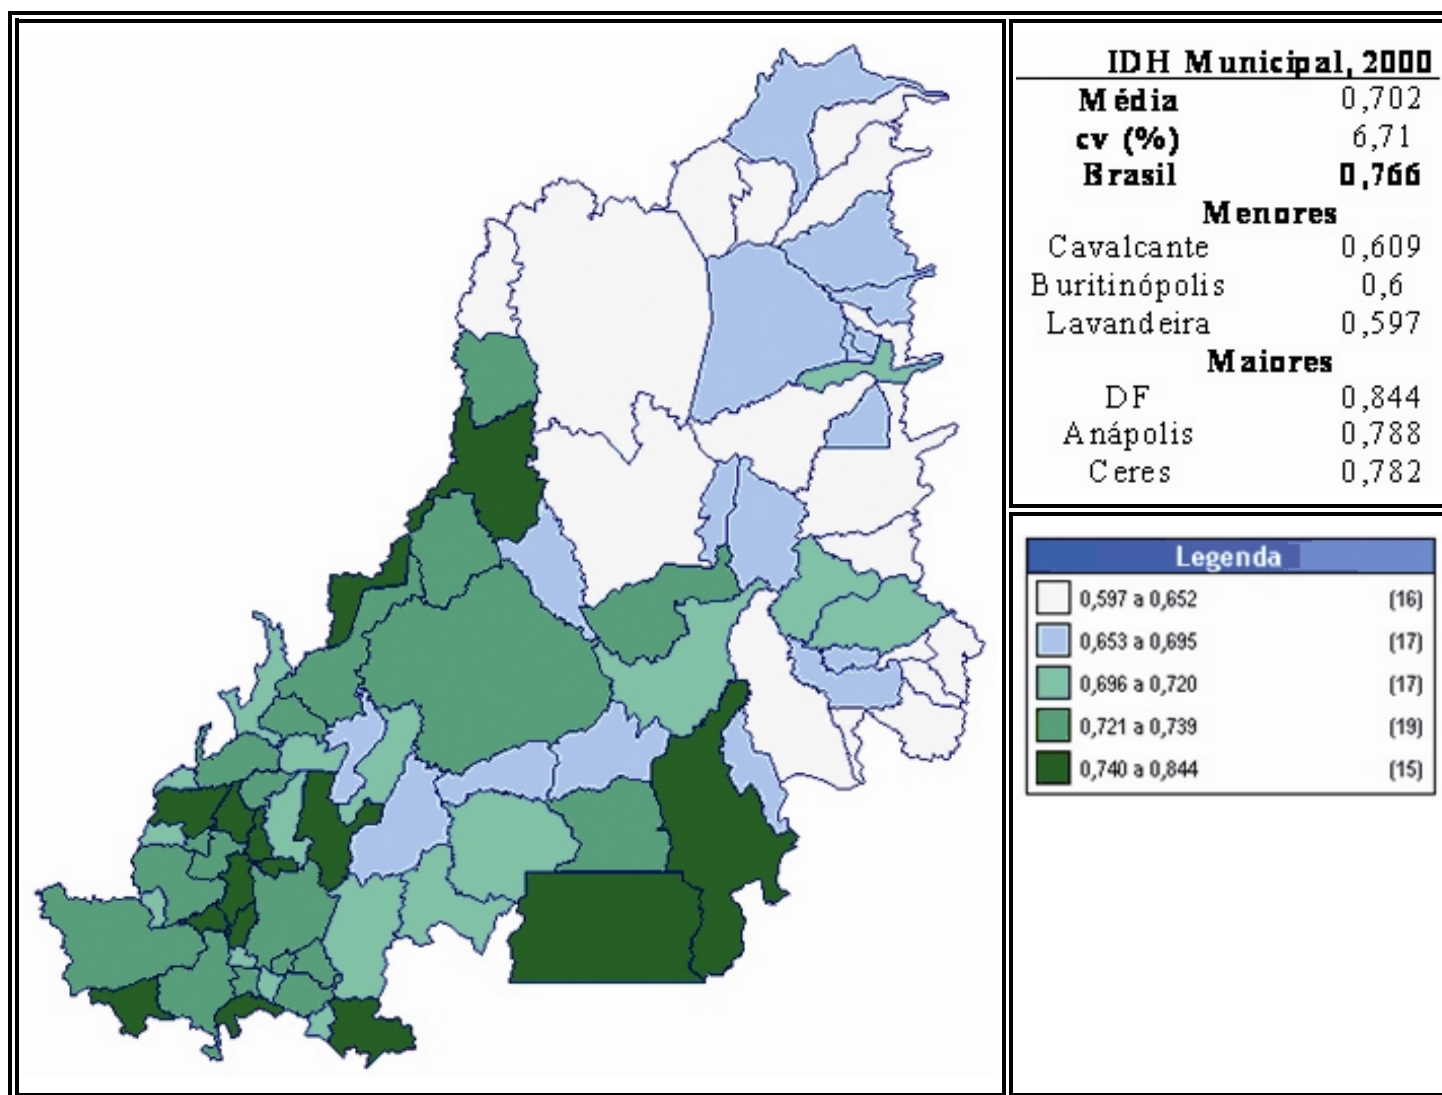 IDH Municipal, 2000
Média 0,702
cv (%) 6,71
Brasil 0,766
Menores
Cavalcante 0,609
Buritinópolis 0,6
Lavandeira 0,597
Maiores
DF 0,844
Anápolis 0,788
Ceres 0,782
Legenda
0,597 a 0,652 (16)
0,653 a 0,695 (17)
0,696 a 0,720 (17)
0,721 a 0,739 (19)
0,740 a 0,844 (15)